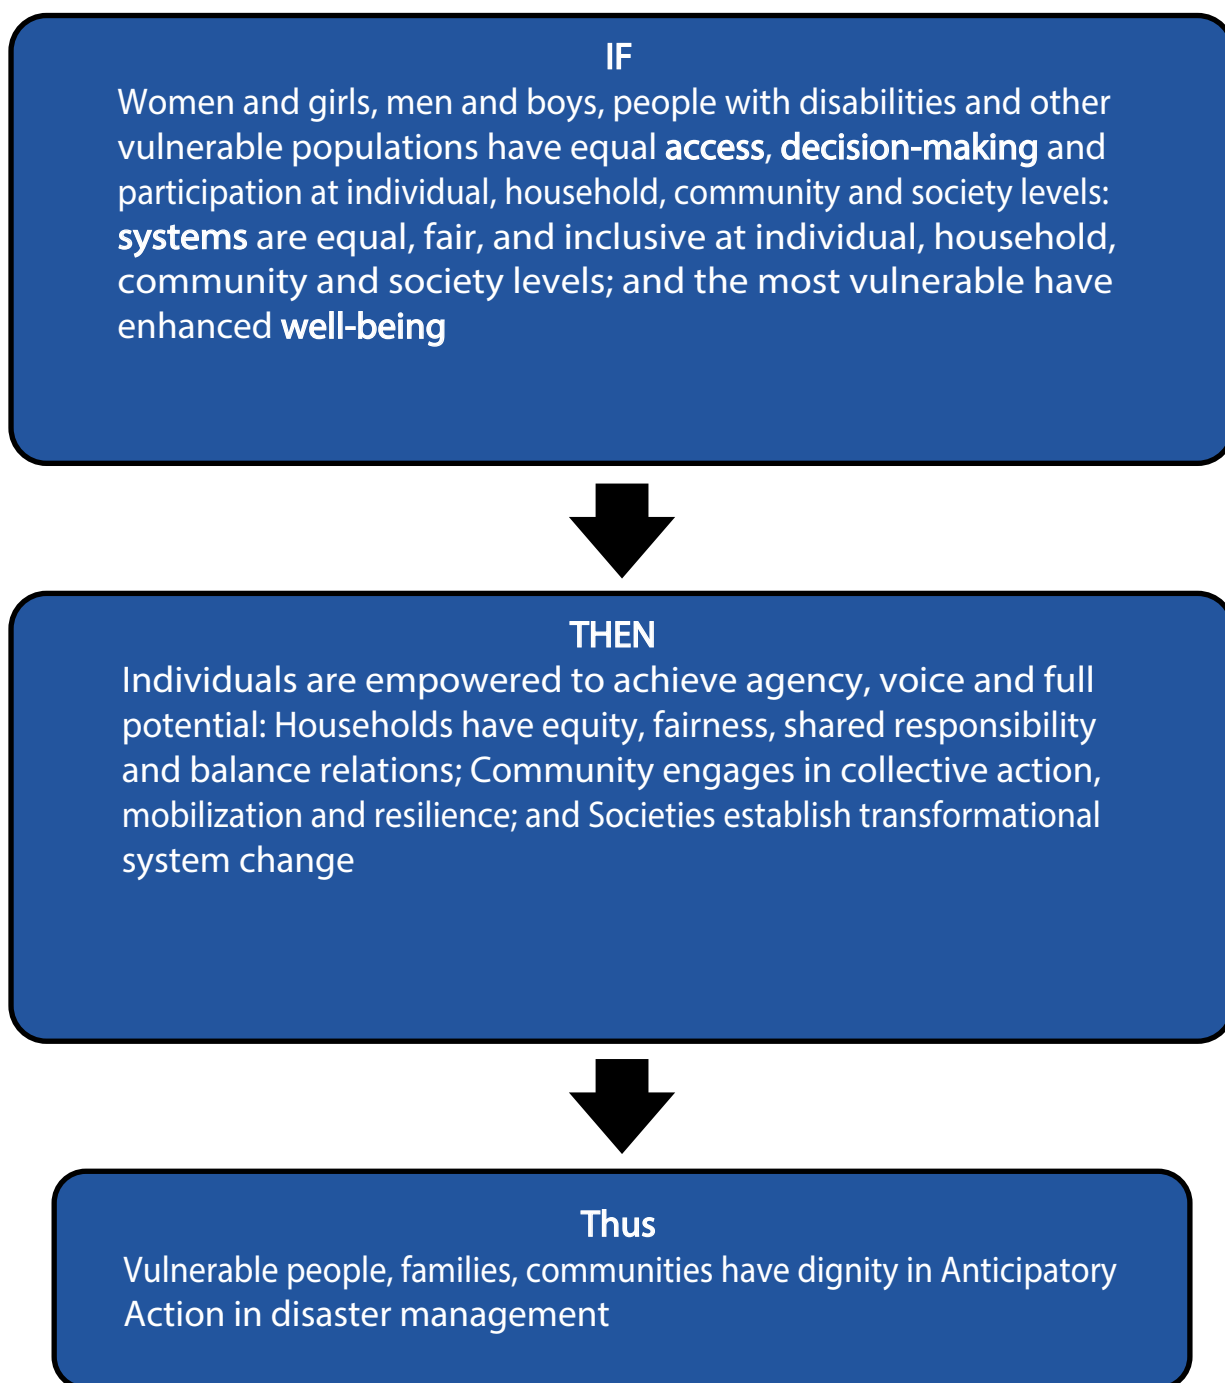 IF
Women and girls, men and boys, people with disabilities and other
vulnerable populations have equal access, decision-making and
participation at individual, household, community and society levels:
systems are equal, fair, and inclusive at individual, household,
community and society levels; and the most vulnerable have
enhanced well-being
THEN
Individuals are empowered to achieve agency, voice and full
potential: Households have equity, fairness, shared responsibility
and balance relations; Community engages in collective action,
mobilization and resilience; and Societies establish transformational
system change
Thus
Vulnerable people, families, communities have dignity in Anticipatory
Action in disaster management